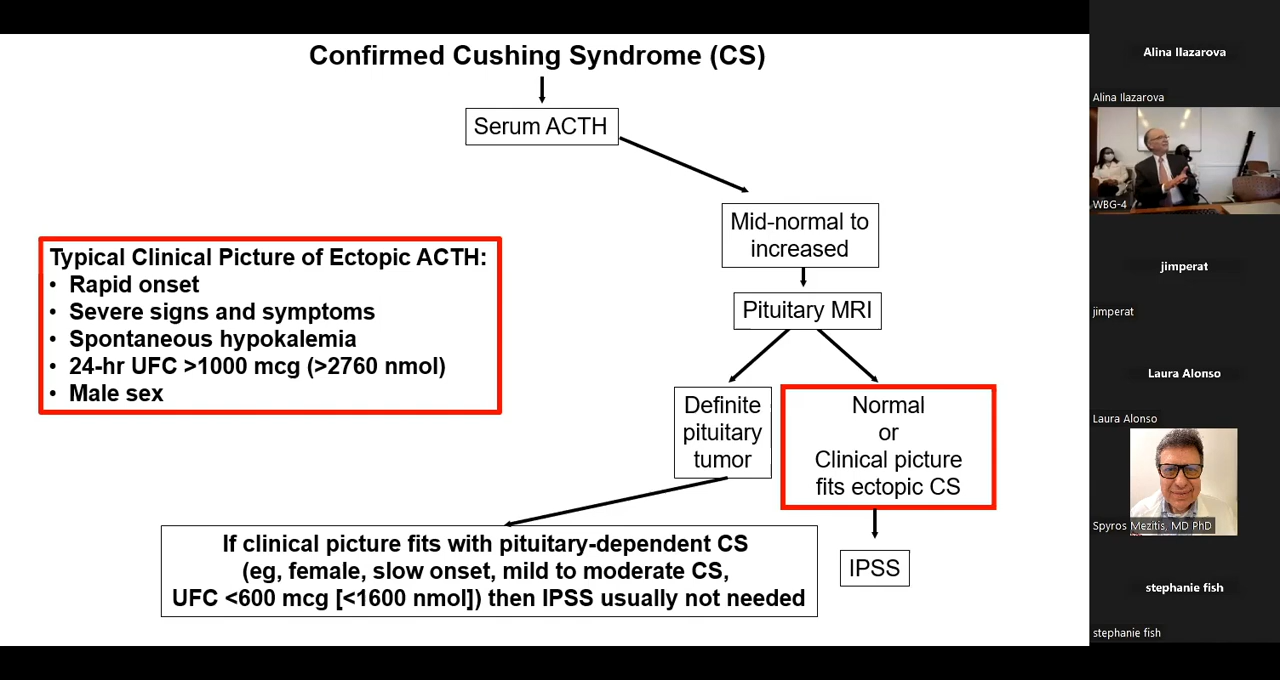 Confirmed Cushing Syndrome (CS)
Serum ACTH
Mid-normal to
increased
Pituitary MRI
Typical Clinical Picture of Ectopic ACTH:
• Rapid onset
• Severe signs and symptoms
• Spontaneous hypokalemia
• 24-hr UFC >1000 mcg (>2760 nmol)
• Male sex
Definite
pituitary
tumor
Normal
or
Clinical picture
fits ectopic CS
If clinical picture fits with pituitary-dependent CS
(eg, female, slow onset, mild to moderate CS,
UFC <600 mcg [<1600 nmol]) then IPSS usually not needed
IPSS
Alina Ilazarova
Alina Ilazarova
WBG-4
jimperat
jimperat
Laura Alonso
Laura Alonso
Spyros Mezitis, MD PhD
stephanie fish
stephanie fish